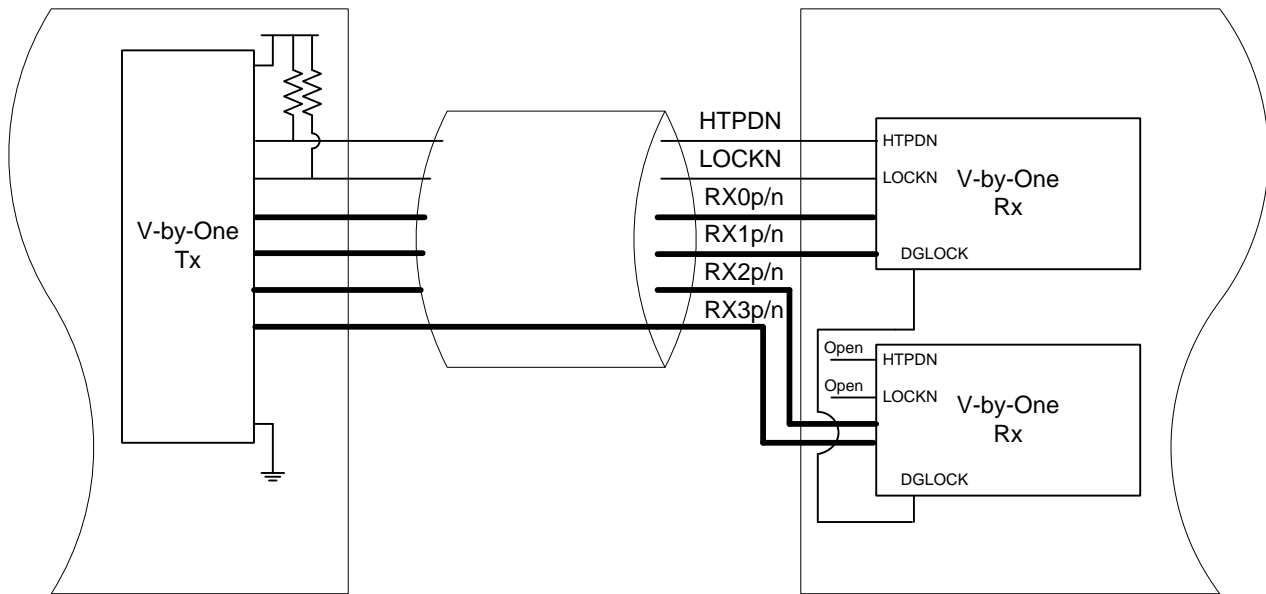 V-by-One
Tx
HTPDN
LOCKN
RX0p/n
RX1p/n
RX2p/n
RX3p/n
HTPDN
LOCKN
V-by-One
Rx
DGLOCK
Open
HTPDN
Open
LOCKN
V-by-One
Rx
DGLOCK